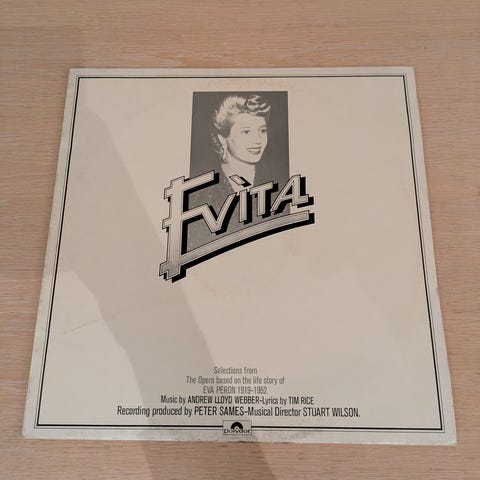 EVITA
Selections from
The Opera based on the life story of
EVA PERON 1919-1952
Music by ANDREW LLOYD WEBBER-Lyrics by TIM RICE
Recording produced by PETER SAMES-Musical Director STUART WILSON.
Polydor